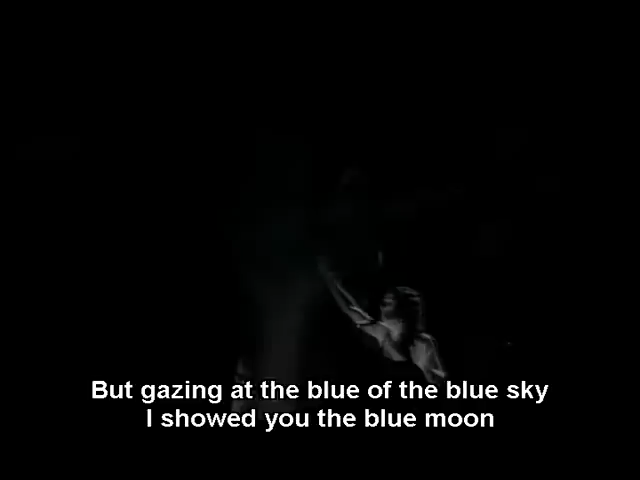 But gazing at the blue of the blue sky
I showed you the blue moon